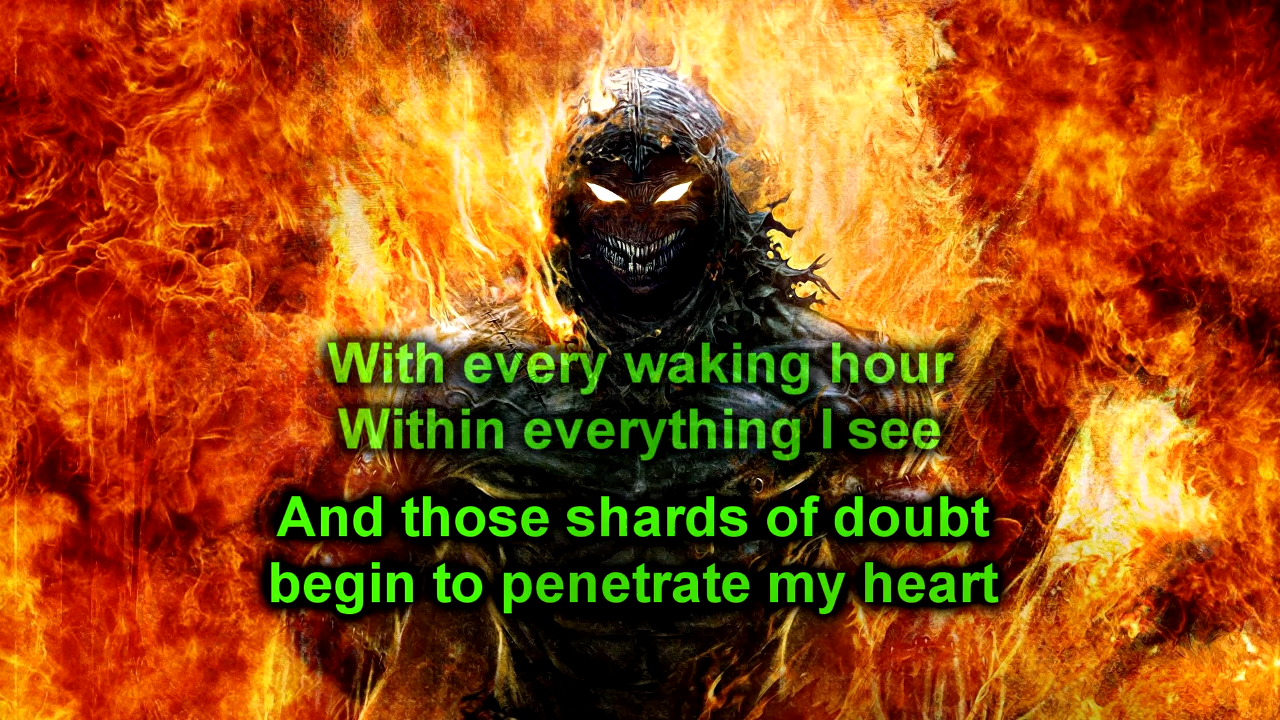 With every waking hour
Within everything I see
And those shards of doubt
begin to penetrate my heart